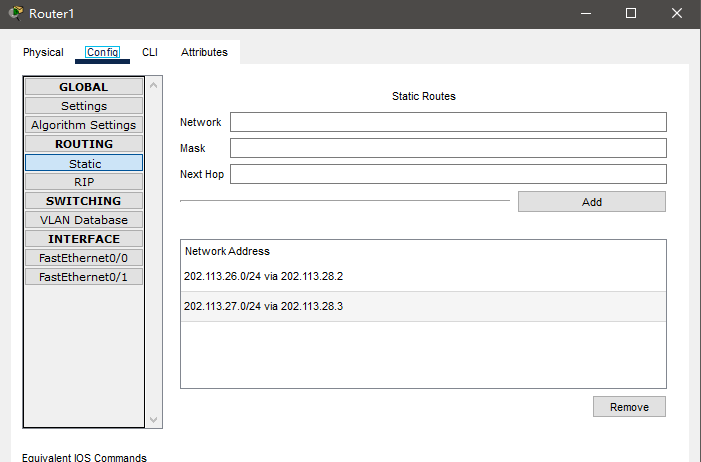 Router1
Physical Config CLI Attributes
GLOBAL
Settings
Algorithm Settings
ROUTING
Static
RIP
SWITCHING
VLAN Database
INTERFACE
FastEthernet0/0
FastEthernet0/1
Static Routes
Network
Mask
Next Hop
Add
Network Address
202.113.26.0/24 via 202.113.28.2
202.113.27.0/24 via 202.113.28.3
Remove
Equivalent IOS Commands